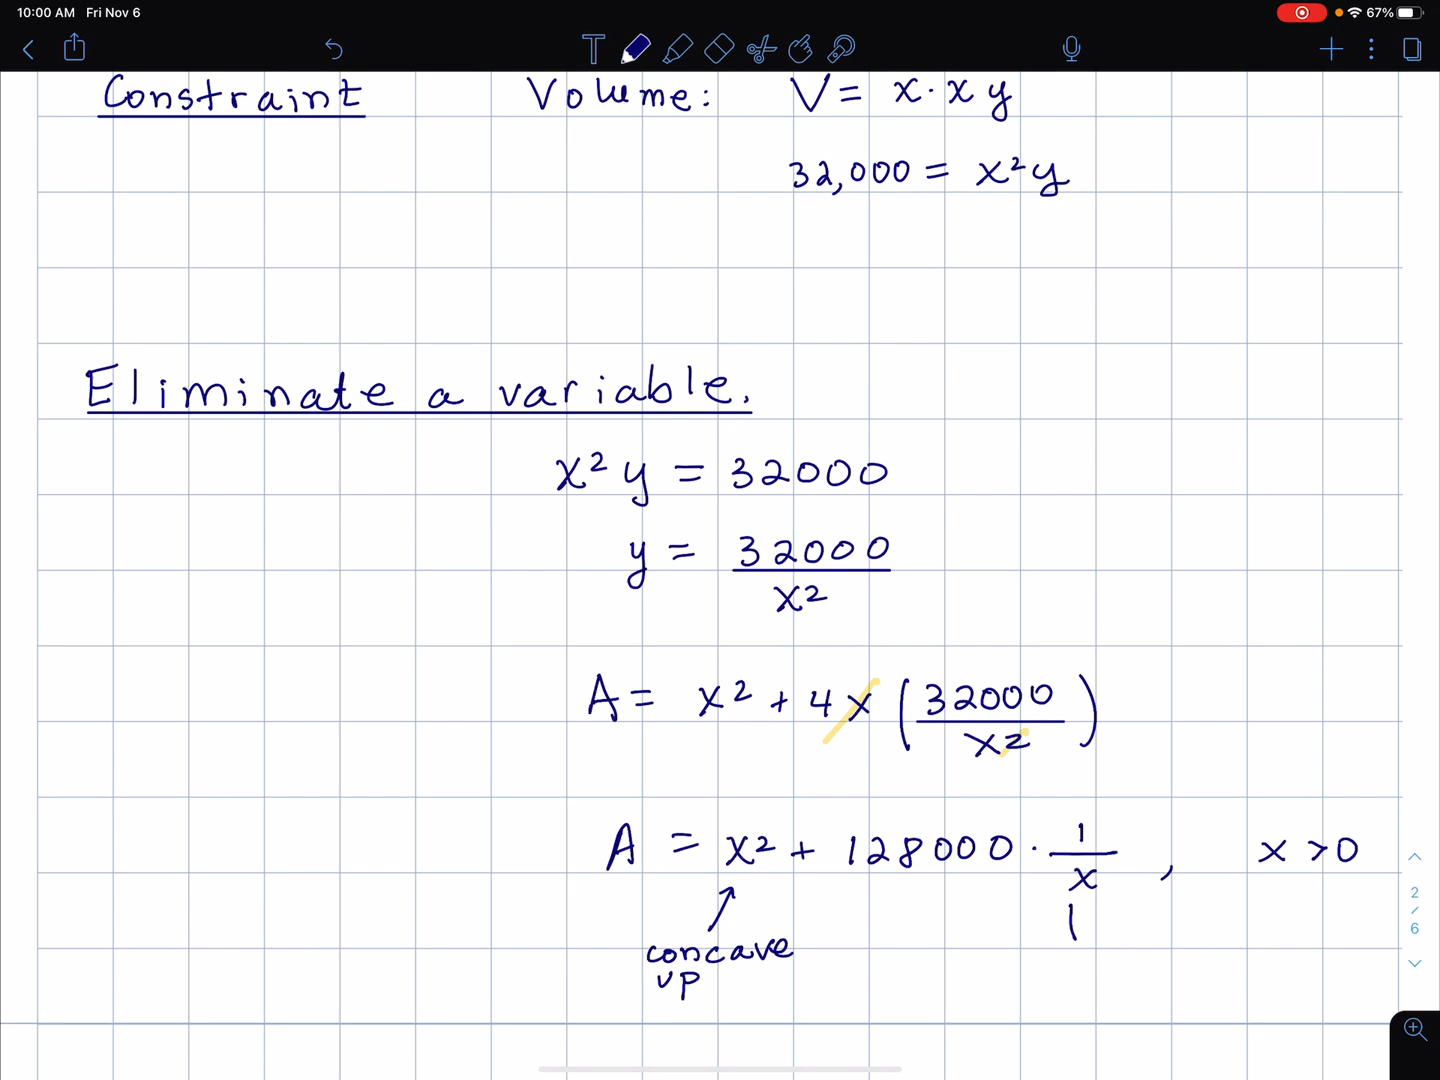 10:00 AM Fri Nov 6
67%
Constraint Volume: V = x · x y
32,000 = x²y
Eliminate a variable.
x² y = 32000
y = 32000/x²
A = x² + 4x (32000/x²)
A = x² + 128000 · 1/x , x > 0
concave
up
2
/
6